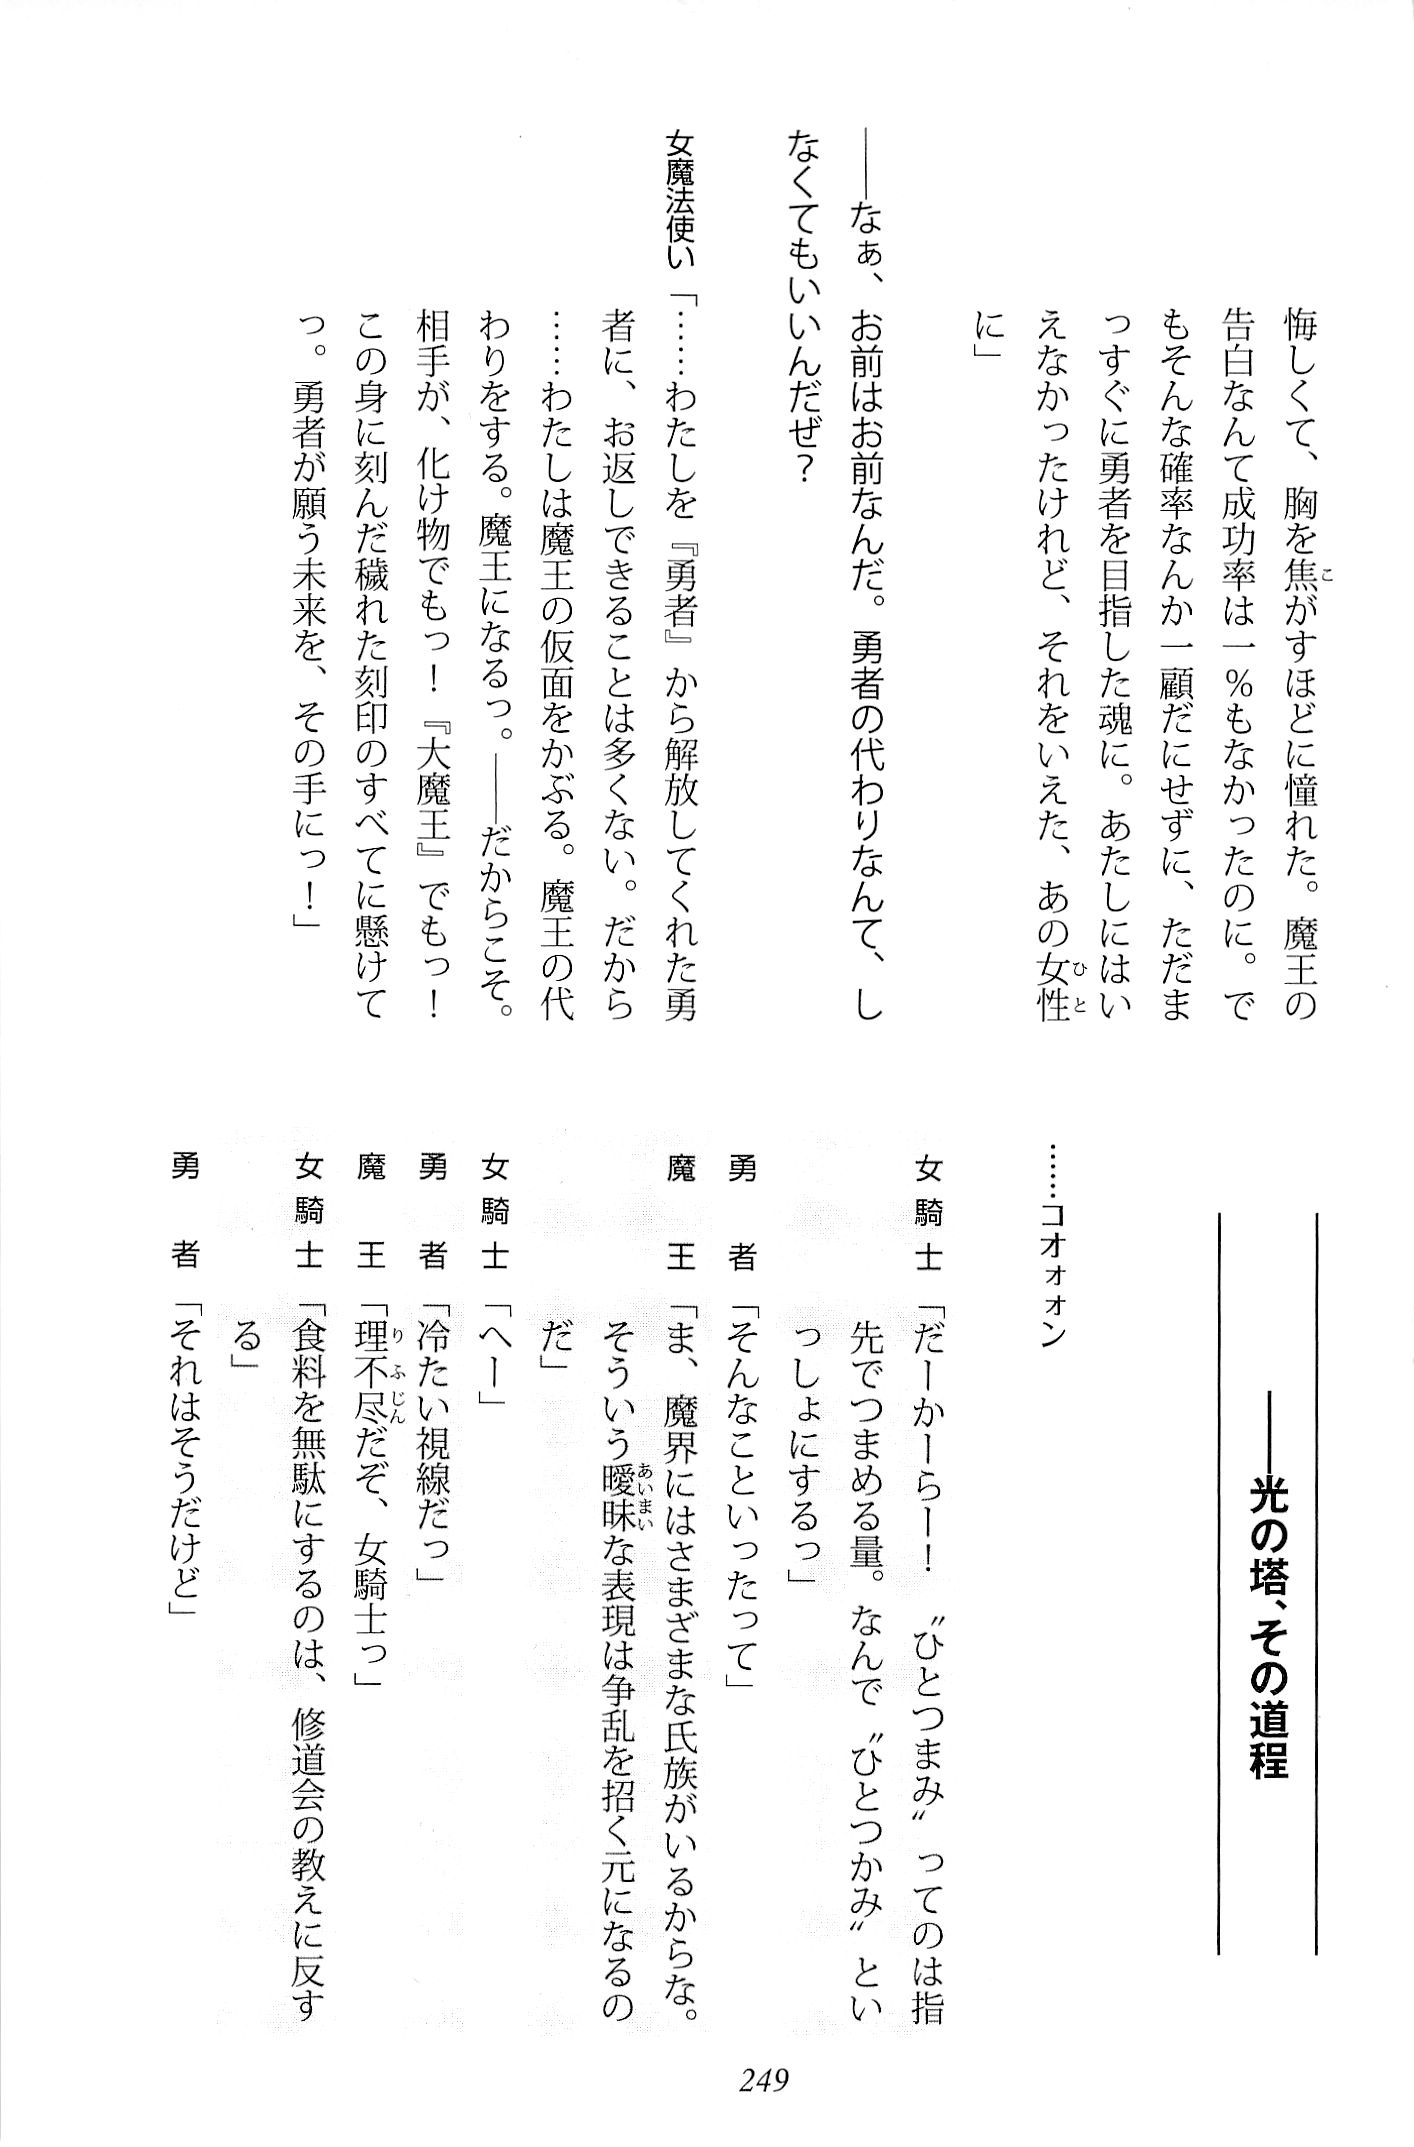 悔しくて、胸を焦がすほどに憧れた。魔王の
告白なんて成功率は一％もなかったのに。で
もそんな確率なんか一顧だにせずに、ただま
っすぐに勇者を目指した魂に。あたしにはい
えなかったけれど、それをいえた、あの女性
に」
――なぁ、お前はお前なんだ。勇者の代わりなんて、し
なくてもいいんだぜ？
女魔法使い「……わたしを『勇者』から解放してくれた勇
者に、お返しできることは多くない。だから
……わたしは魔王の仮面をかぶる。魔王の代
わりをする。魔王になるっ。――だからこそ。
相手が、化け物でもっ！『大魔王』でもっ！
この身に刻んだ穢れた刻印のすべてに懸けて
っ。勇者が願う未来を、その手にっ！」
――光の塔、その道程
……コオォォン
女騎士「だーかーらー！　〝ひとつまみ〟ってのは指
先でつまめる量。なんで〝ひとつかみ〟とい
っしょにするっ」
勇者「そんなこといったって」
魔王「ま、魔界にはさまざまな氏族がいるからな。
そういう曖昧な表現は争乱を招く元になるの
だ」
女騎士「へー」
勇者「冷たい視線だっ」
魔王「理不尽だぞ、女騎士っ」
女騎士「食料を無駄にするのは、修道会の教えに反す
る」
勇者「それはそうだけど」
249